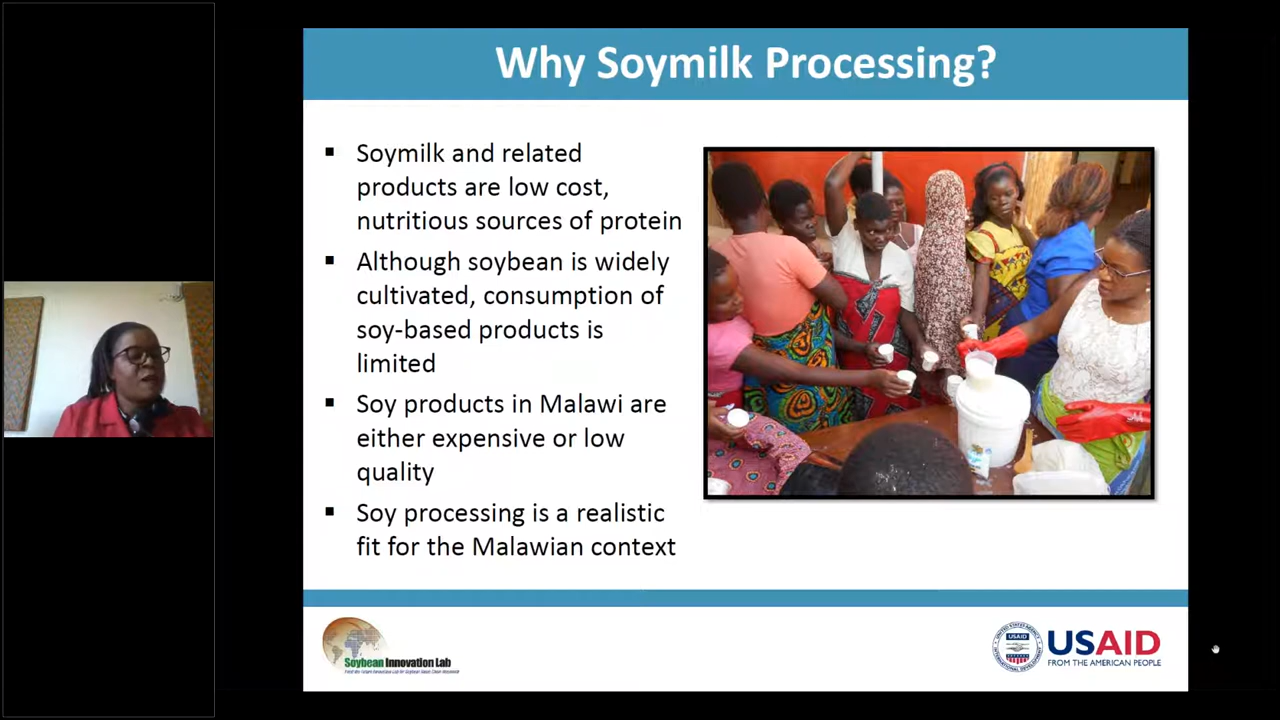 Why Soymilk Processing?
▪ Soymilk and related
products are low cost,
nutritious sources of protein
▪ Although soybean is widely
cultivated, consumption of
soy-based products is
limited
▪ Soy products in Malawi are
either expensive or low
quality
▪ Soy processing is a realistic
fit for the Malawian context
Soybean Innovation Lab
USAID
USAID
FROM THE AMERICAN PEOPLE